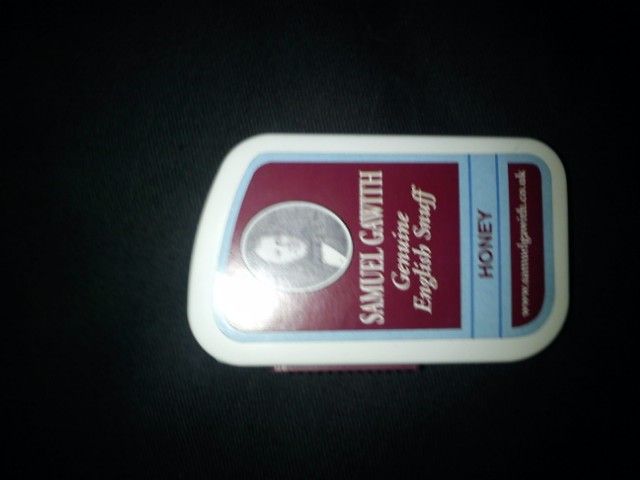 SAMUEL GAWITH
Genuine
English Snuff
HONEY
www.samuelgawith.co.uk